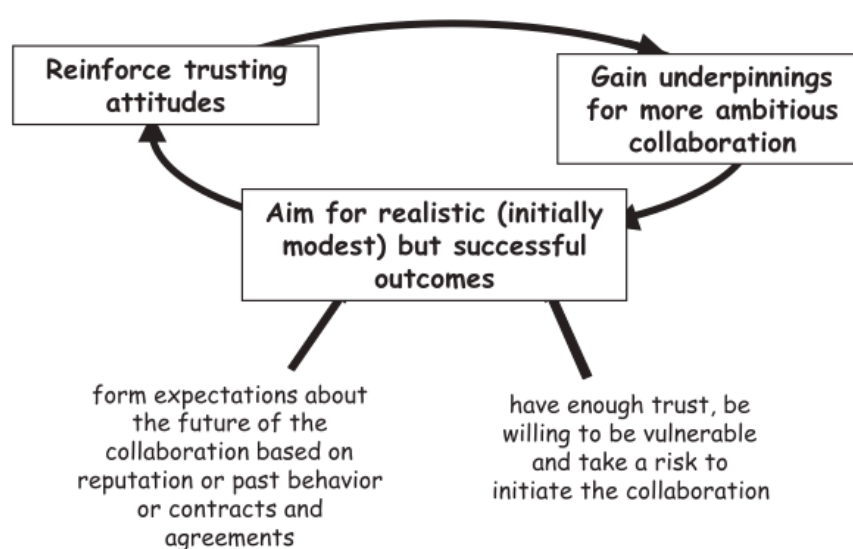 Reinforce trusting
attitudes
Gain underpinnings
for more ambitious
collaboration
Aim for realistic (initially
modest) but successful
outcomes
form expectations about
the future of the
collaboration based on
reputation or past behavior
or contracts and
agreements
have enough trust, be
willing to be vulnerable
and take a risk to
initiate the collaboration